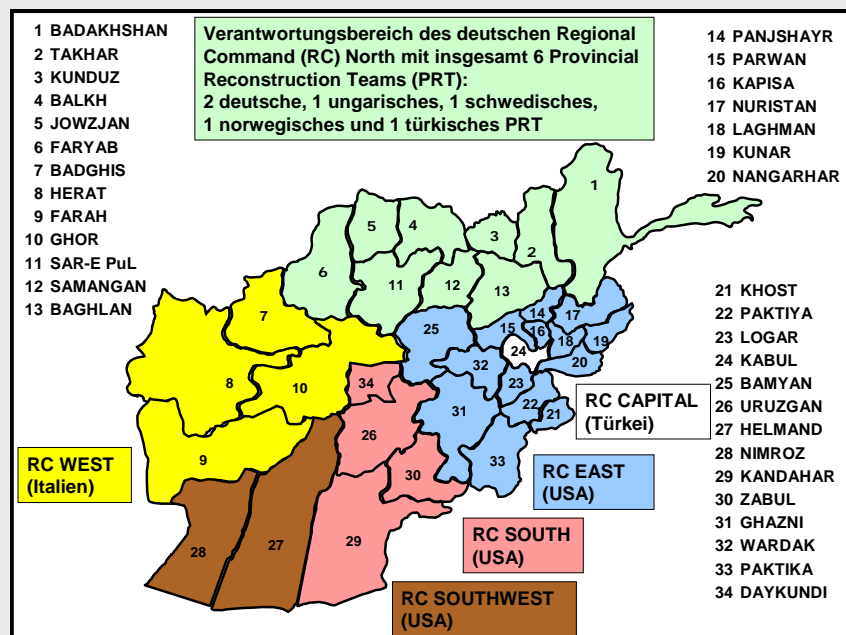 1 BADAKHSHAN
2 TAKHAR
3 KUNDUZ
4 BALKH
5 JOWZJAN
6 FARYAB
7 BADGHIS
8 HERAT
9 FARAH
10 GHOR
11 SAR-E PuL
12 SAMANGAN
13 BAGHLAN
Verantwortungsbereich des deutschen Regional
Command (RC) North mit insgesamt 6 Provincial
Reconstruction Teams (PRT):
2 deutsche, 1 ungarisches, 1 schwedisches,
1 norwegisches und 1 türkisches PRT
14 PANJSHAYR
15 PARWAN
16 KAPISA
17 NURISTAN
18 LAGHMAN
19 KUNAR
20 NANGARHAR
21 KHOST
22 PAKTIYA
23 LOGAR
24 KABUL
25 BAMYAN
26 URUZGAN
27 HELMAND
28 NIMROZ
29 KANDAHAR
30 ZABUL
31 GHAZNI
32 WARDAK
33 PAKTIKA
34 DAYKUNDI
1
5
4
3
2
6
11
12
13
7
25
14
17
15
16
18
19
24
20
8
10
34
32
23
31
22
21
26
9
33
30
28
27
29
RC CAPITAL
(Türkei)
RC WEST
(Italien)
RC EAST
(USA)
RC SOUTH
(USA)
RC SOUTHWEST
(USA)